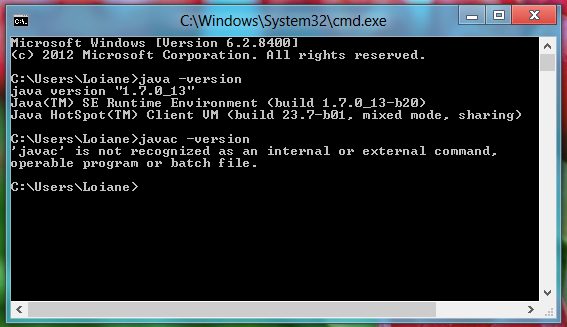 C:\Windows\System32\cmd.exe
Microsoft Windows [Version 6.2.8400]
(c) 2012 Microsoft Corporation. All rights reserved.
C:\Users\Loiane>java -version
java version "1.7.0_13"
Java(TM) SE Runtime Environment (build 1.7.0_13-b20)
Java HotSpot(TM) Client VM (build 23.7-b01, mixed mode, sharing)
C:\Users\Loiane>javac -version
'javac' is not recognized as an internal or external command,
operable program or batch file.
C:\Users\Loiane>